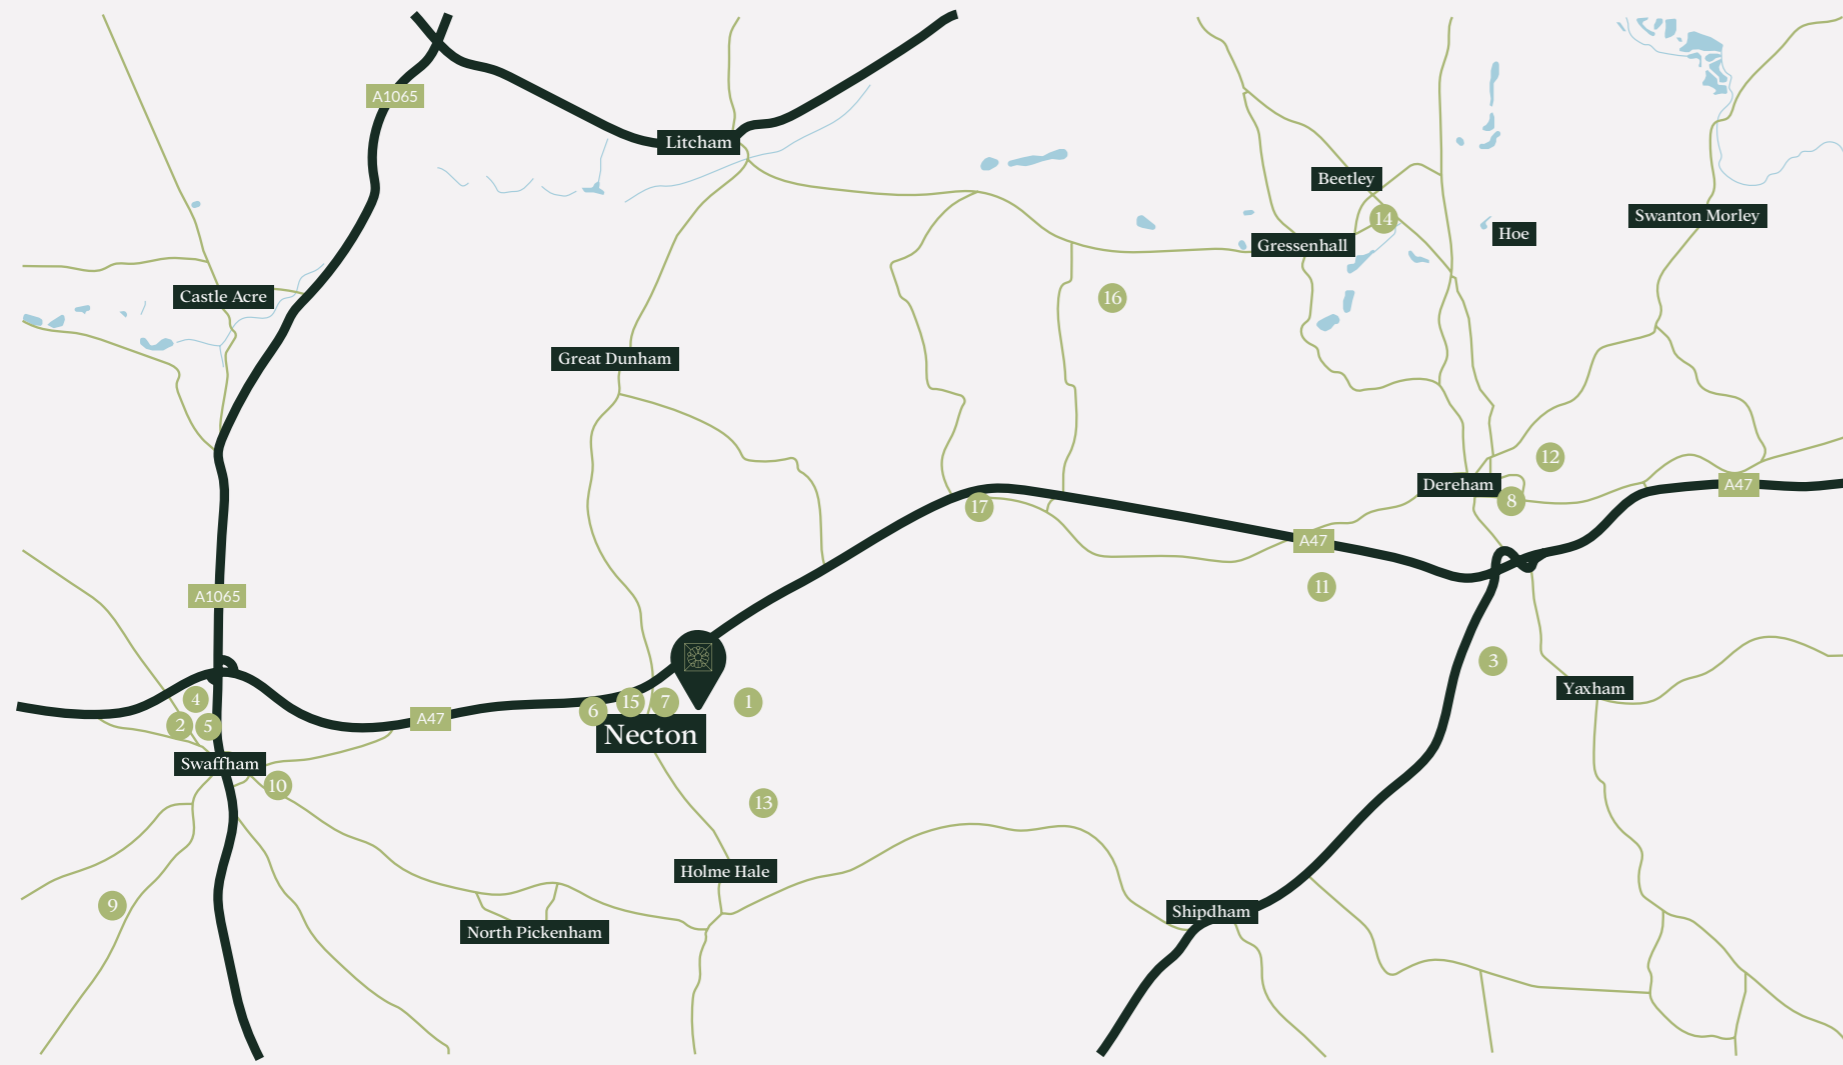 A1065
Litcham
Beetley
Swanton Morley
14
Hoe
Gressenhall
Castle Acre
16
Great Dunham
12
Dereham
A47
8
17
A47
11
A1065
3
Yaxham
4
6
15
7
1
2
5
A47
Necton
Swaffham
10
13
Holme Hale
9
Shipdham
North Pickenham